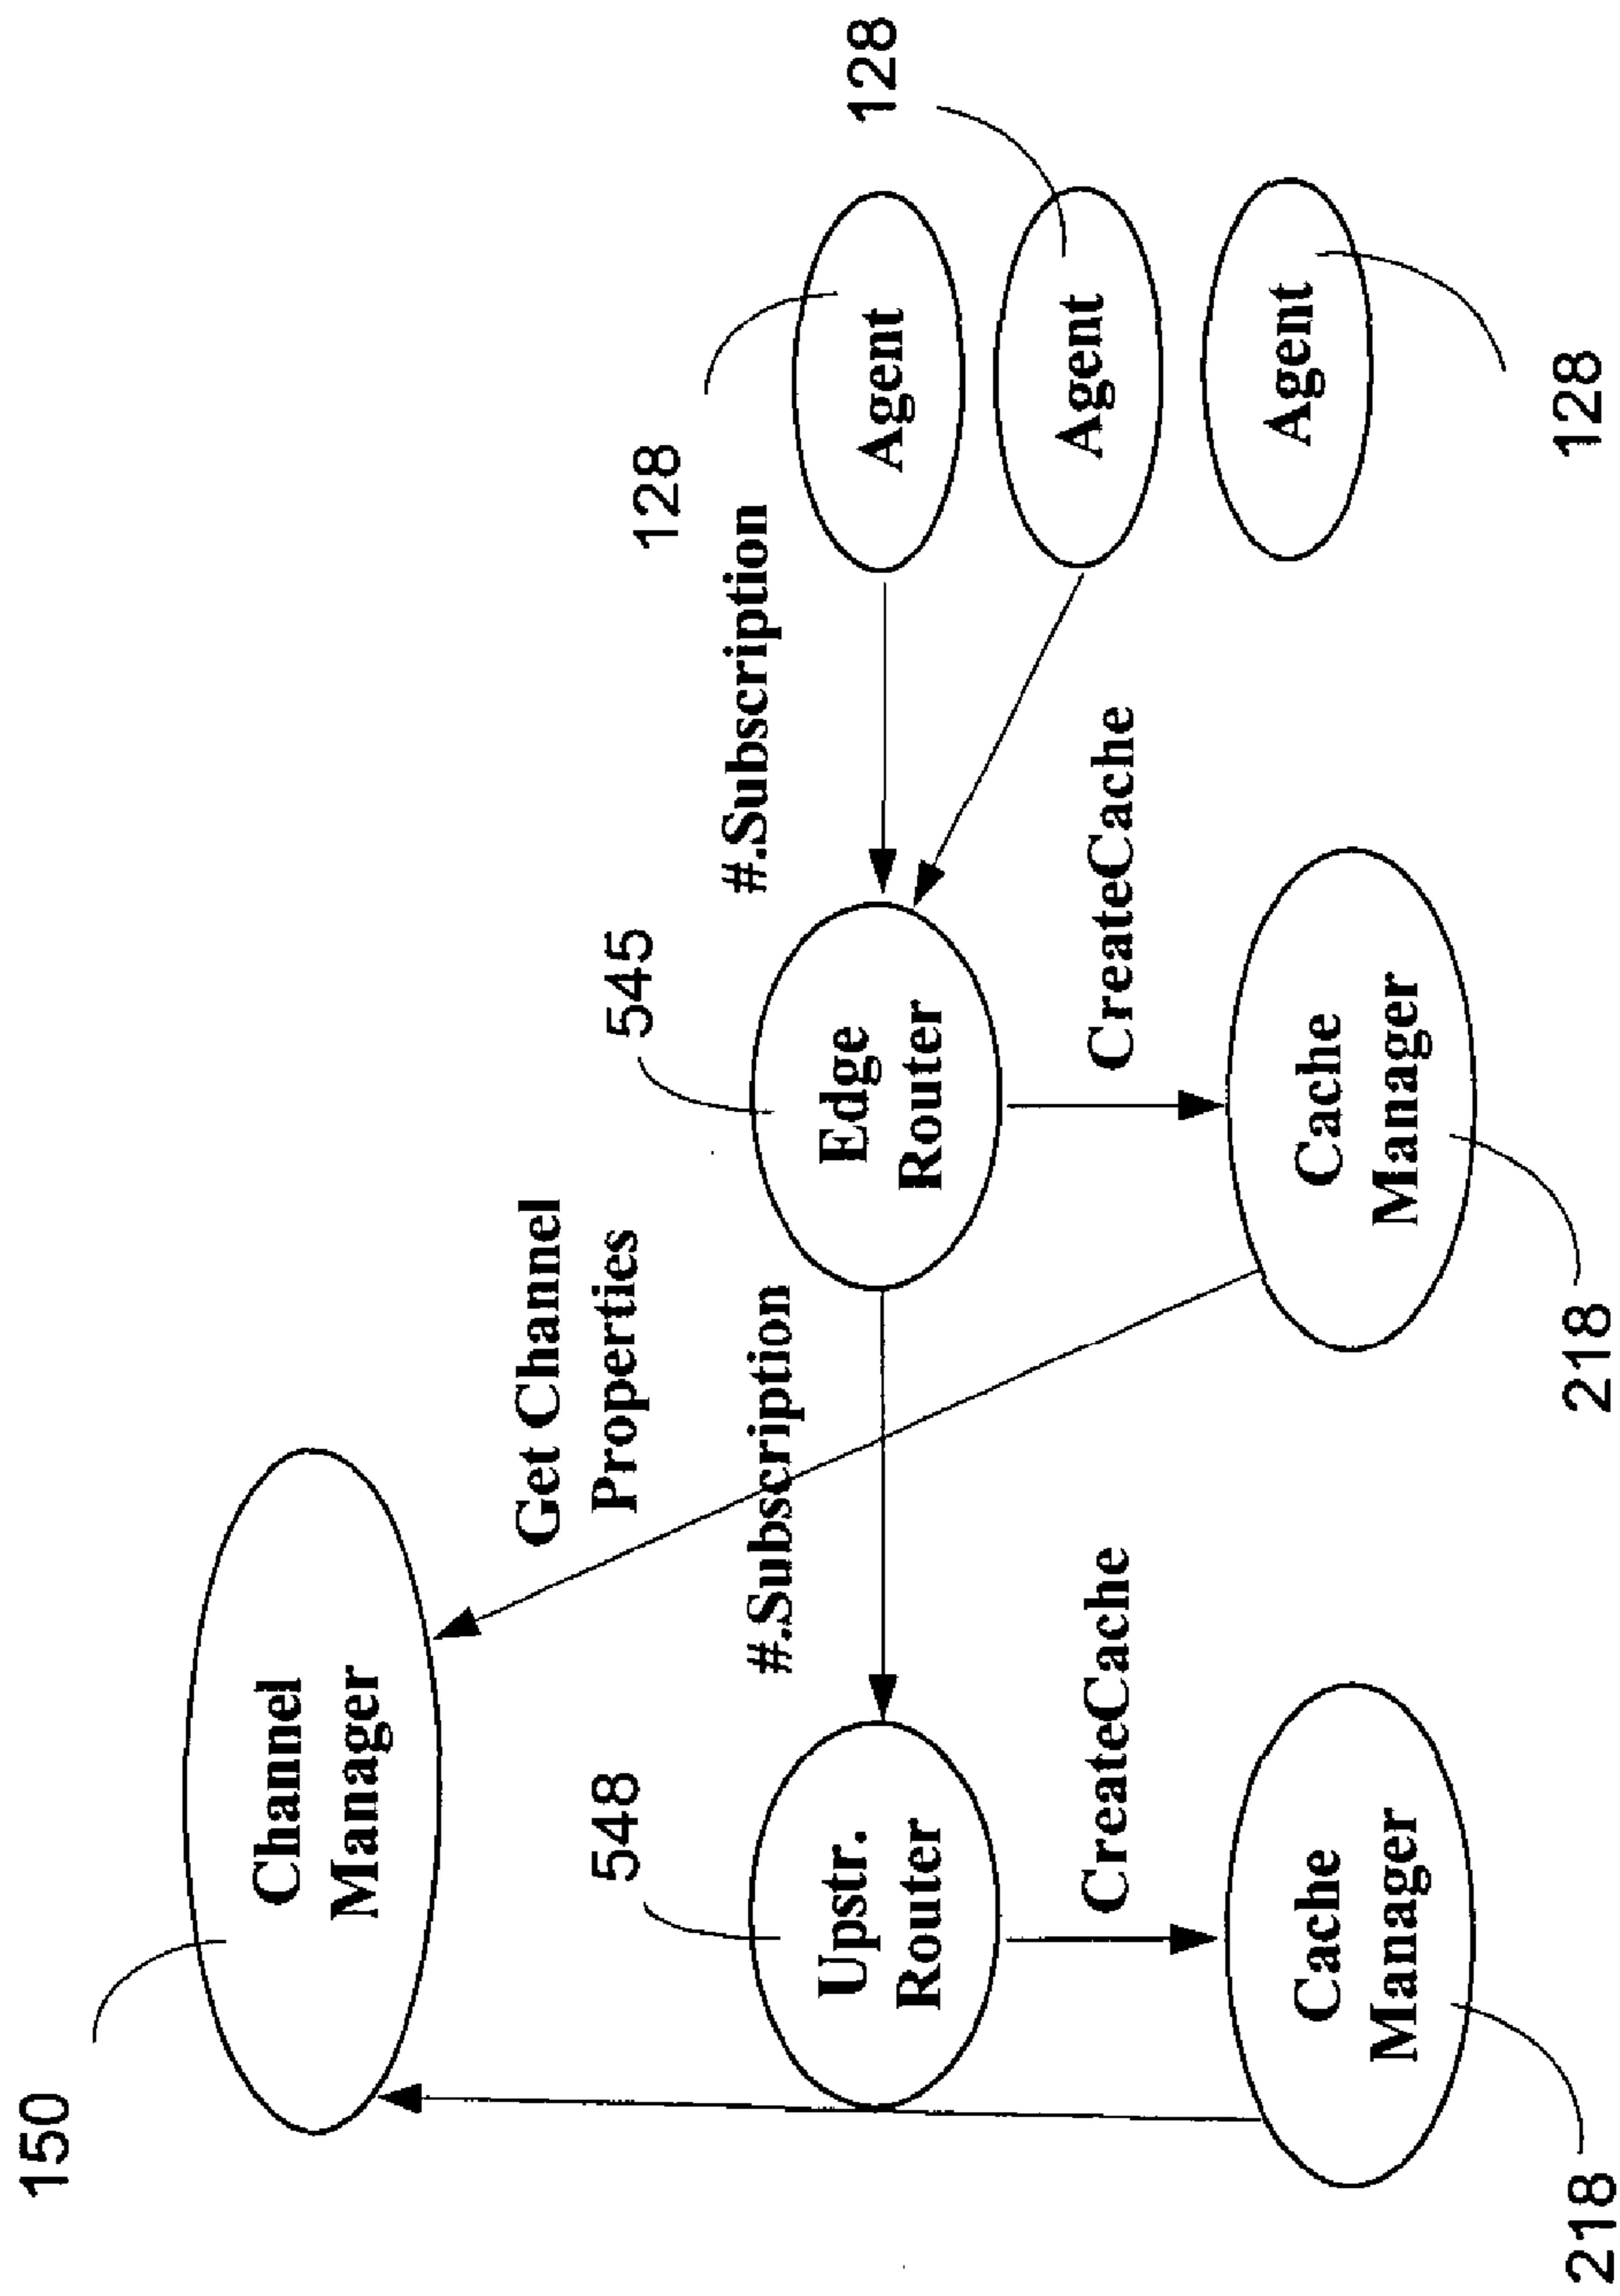 150
Channel
Manager
Get Channel
Properties
548
545
128
128
#.Subscription
#.Subscription
Upstr.
Router
Edge
Router
Agent
Agent
Agent
CreateCache
CreateCache
Cache
Manager
Cache
Manager
218
218
128